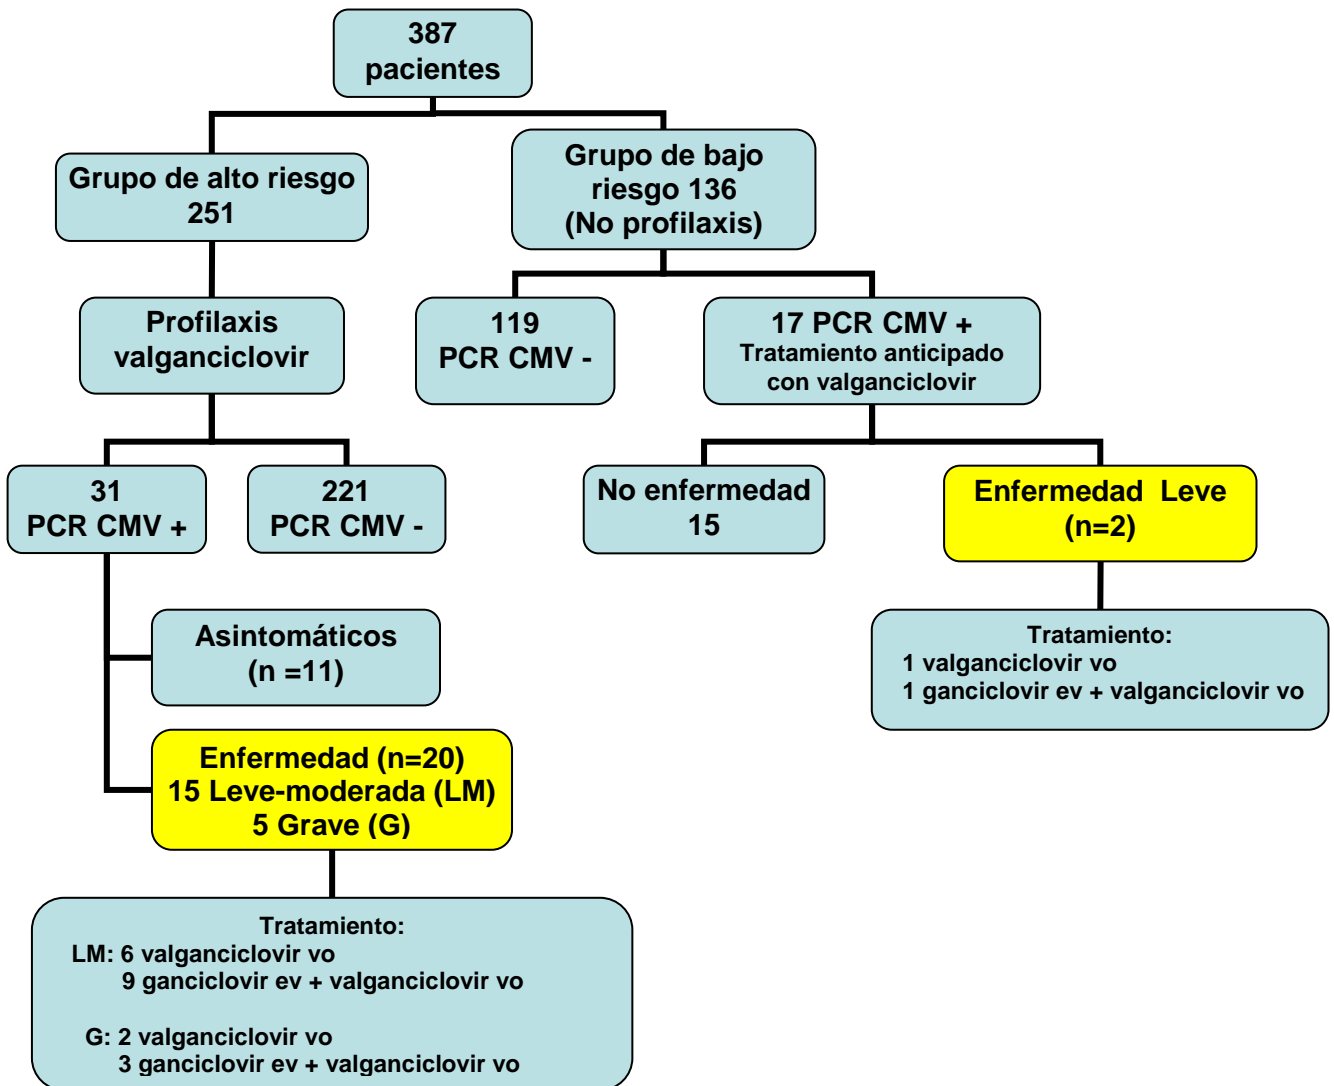 387
pacientes
Grupo de alto riesgo
251
Grupo de bajo
riesgo 136
(No profilaxis)
Profilaxis
valganciclovir
119
PCR CMV -
17 PCR CMV +
Tratamiento anticipado
con valganciclovir
31
PCR CMV +
221
PCR CMV -
No enfermedad
15
Enfermedad Leve
(n=2)
Asintomáticos
(n =11)
Tratamiento:
1 valganciclovir vo
1 ganciclovir ev + valganciclovir vo
Enfermedad (n=20)
15 Leve-moderada (LM)
5 Grave (G)
Tratamiento:
LM: 6 valganciclovir vo
9 ganciclovir ev + valganciclovir vo
G: 2 valganciclovir vo
3 ganciclovir ev + valganciclovir vo